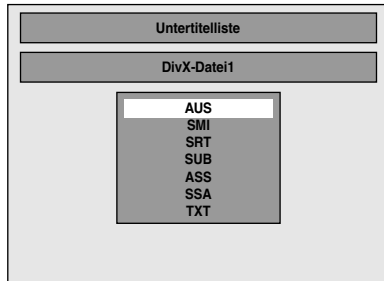 Untertitelliste
DivX-Datei1
AUS
SMI
SRT
SUB
ASS
SSA
TXT